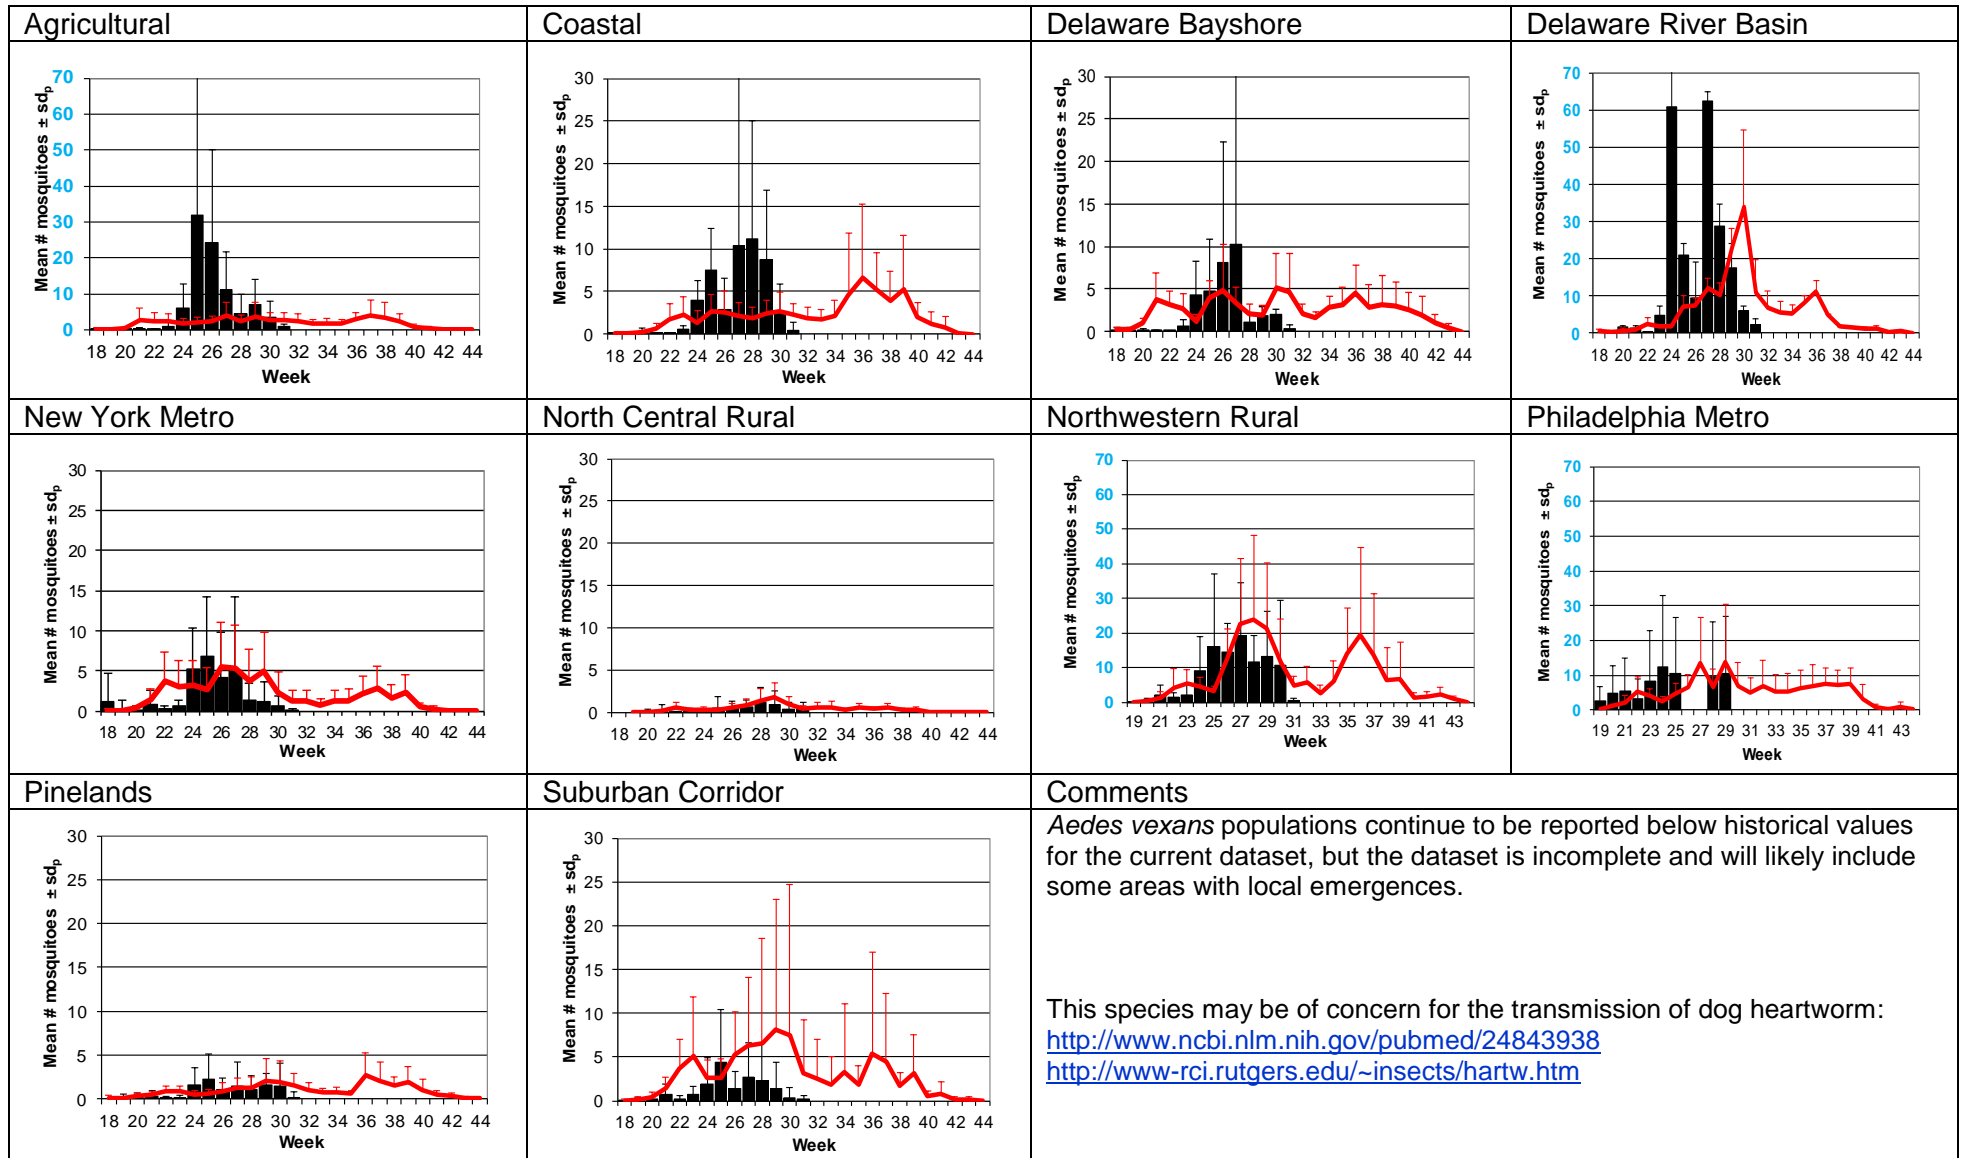 Agricultural
Mean # mosquitoes ± sdp
70
60
50
40
30
20
10
0
18 20 22 24 26 28 30 32 34 36 38 40 42 44
Week
Coastal
Mean # mosquitoes ± sdp
30
25
20
15
10
5
0
18 20 22 24 26 28 30 32 34 36 38 40 42 44
Week
Delaware Bayshore
Mean # mosquitoes ± sdp
30
25
20
15
10
5
0
18 20 22 24 26 28 30 32 34 36 38 40 42 44
Week
Delaware River Basin
Mean # mosquitoes ± sdp
70
60
50
40
30
20
10
0
18 20 22 24 26 28 30 32 34 36 38 40 42 44
Week
New York Metro
Mean # mosquitoes ± sdp
30
25
20
15
10
5
0
18 20 22 24 26 28 30 32 34 36 38 40 42 44
Week
North Central Rural
Mean # mosquitoes ± sdp
30
25
20
15
10
5
0
18 20 22 24 26 28 30 32 34 36 38 40 42 44
Week
Northwestern Rural
Mean # mosquitoes ± sdp
70
60
50
40
30
20
10
0
19 21 23 25 27 29 31 33 35 37 39 41 43
Week
Philadelphia Metro
Mean # mosquitoes ± sdp
70
60
50
40
30
20
10
0
19 21 23 25 27 29 31 33 35 37 39 41 43
Week
Pinelands
Mean # mosquitoes ± sdp
30
25
20
15
10
5
0
18 20 22 24 26 28 30 32 34 36 38 40 42 44
Week
Suburban Corridor
Mean # mosquitoes ± sdp
30
25
20
15
10
5
0
18 20 22 24 26 28 30 32 34 36 38 40 42 44
Week
Comments
Aedes vexans populations continue to be reported below historical values
for the current dataset, but the dataset is incomplete and will likely include
some areas with local emergences.
This species may be of concern for the transmission of dog heartworm:
http://www.ncbi.nlm.nih.gov/pubmed/24843938
http://www-rci.rutgers.edu/~insects/hartw.htm